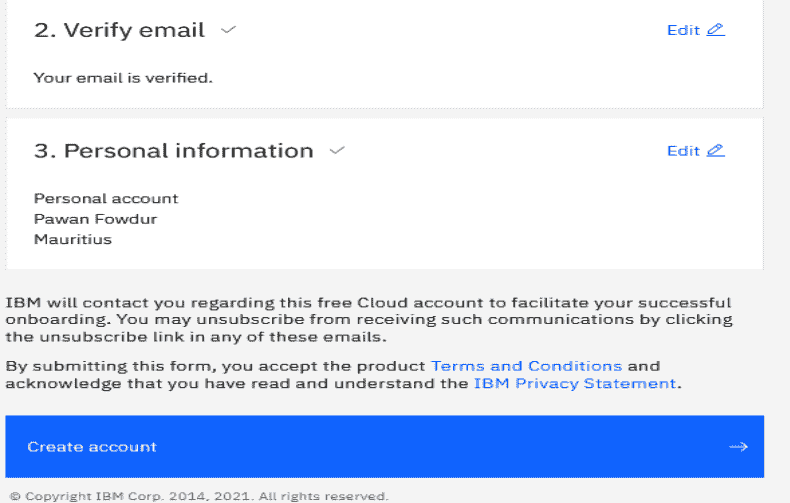 2. Verify email
Edit
Your email is verified.
3. Personal information
Edit
Personal account
Pawan Fowdur
Mauritius
IBM will contact you regarding this free Cloud account to facilitate your successful
onboarding. You may unsubscribe from receiving such communications by clicking
the unsubscribe link in any of these emails.
By submitting this form, you accept the product Terms and Conditions and
acknowledge that you have read and understand the IBM Privacy Statement.
Create account
© Copyright IBM Corp. 2014, 2021. All rights reserved.